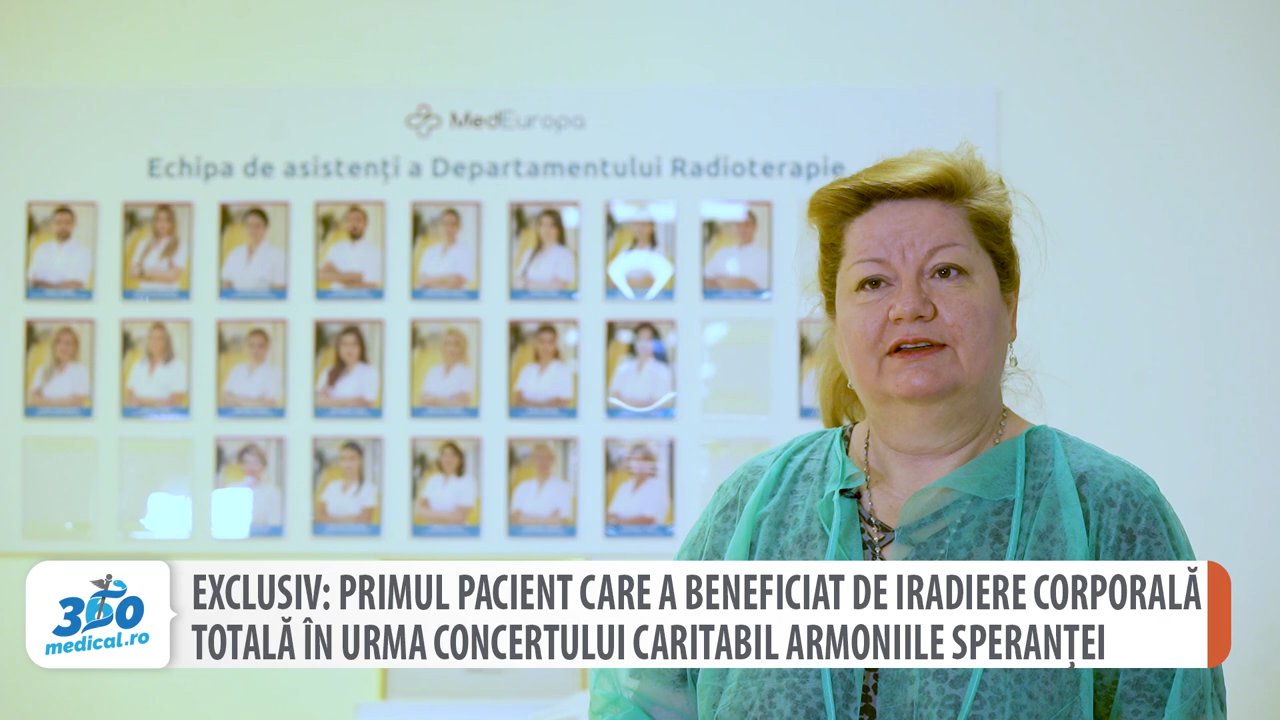 MedEuropa
Echipa de asistenți a Departamentului Radioterapie
EXCLUSIV: PRIMUL PACIENT CARE A BENEFICIAT DE IRADIERE CORPORALĂ
TOTALĂ ÎN URMA CONCERTULUI CARITABIL ARMONIILE SPERANȚEI
360
medical.ro